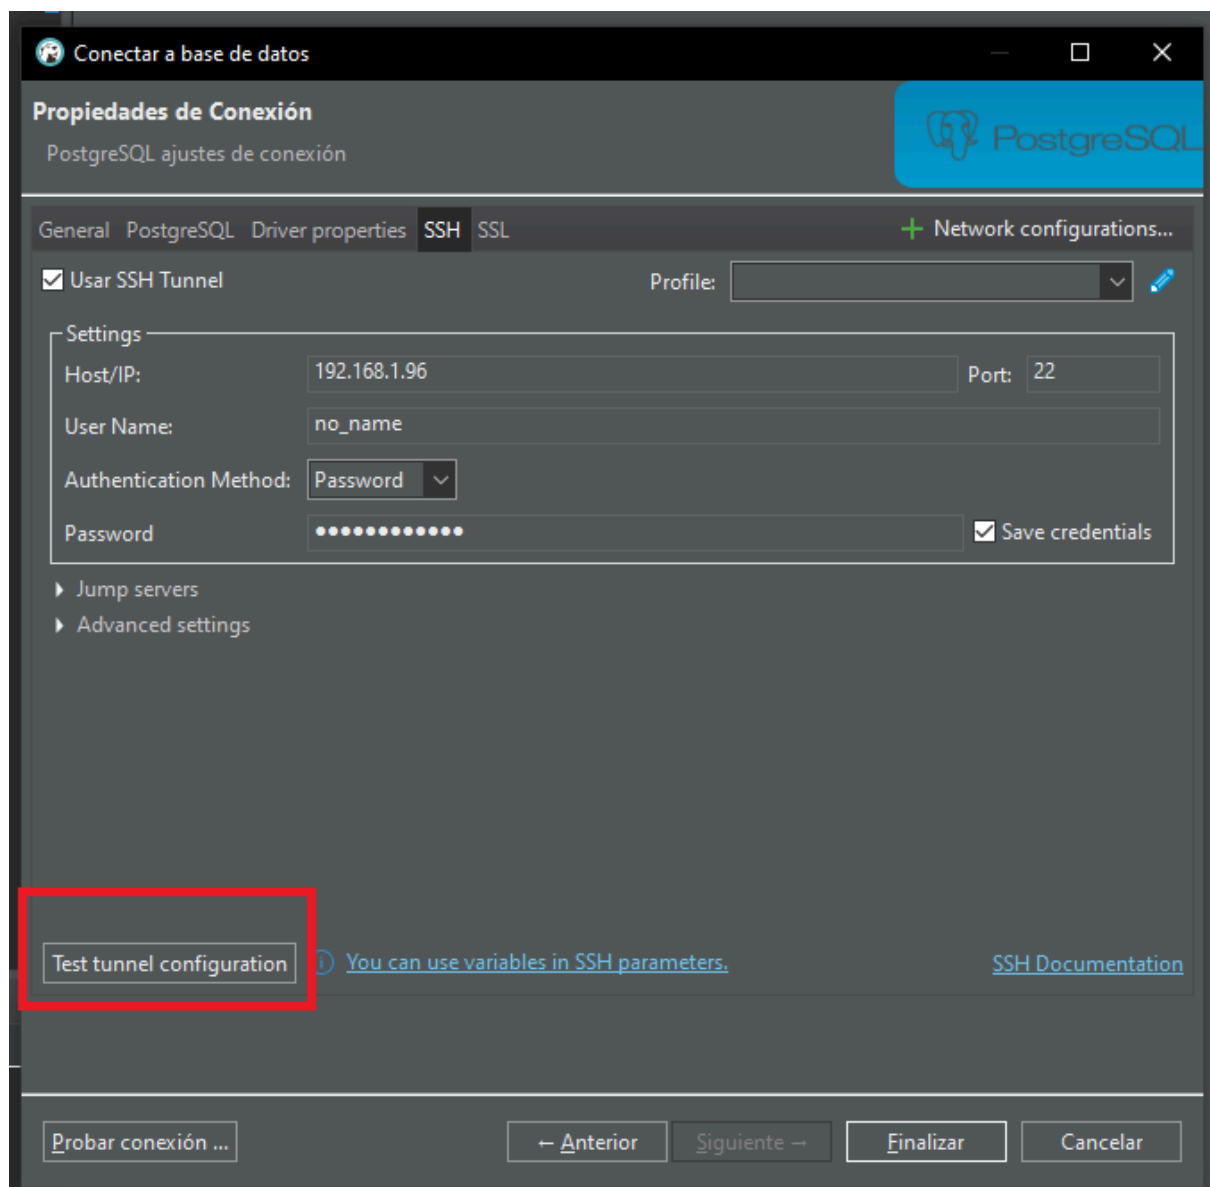 Conectar a base de datos
Propiedades de Conexión
PostgreSQL ajustes de conexión
PostgreSQL
General PostgreSQL Driver properties SSH SSL
Network configurations...
Usar SSH Tunnel
Profile:
Settings
Host/IP: 192.168.1.96 Port: 22
User Name: no_name
Authentication Method: Password
Password ●●●●●●●●●●●● Save credentials
Jump servers
Advanced settings
Test tunnel configuration You can use variables in SSH parameters. SSH Documentation
Probar conexión ... ← Anterior Siguiente → Finalizar Cancelar